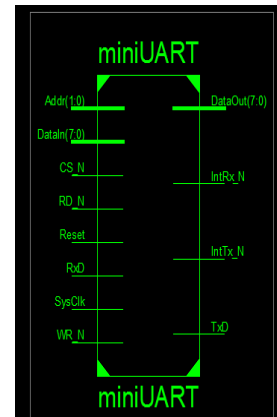 miniUART
Addr(1:0)
DataOut(7:0)
DataIn(7:0)
CS_N
IntRx_N
RD_N
Reset
IntTx_N
RxD
SysClk
TxD
WR_N
miniUART